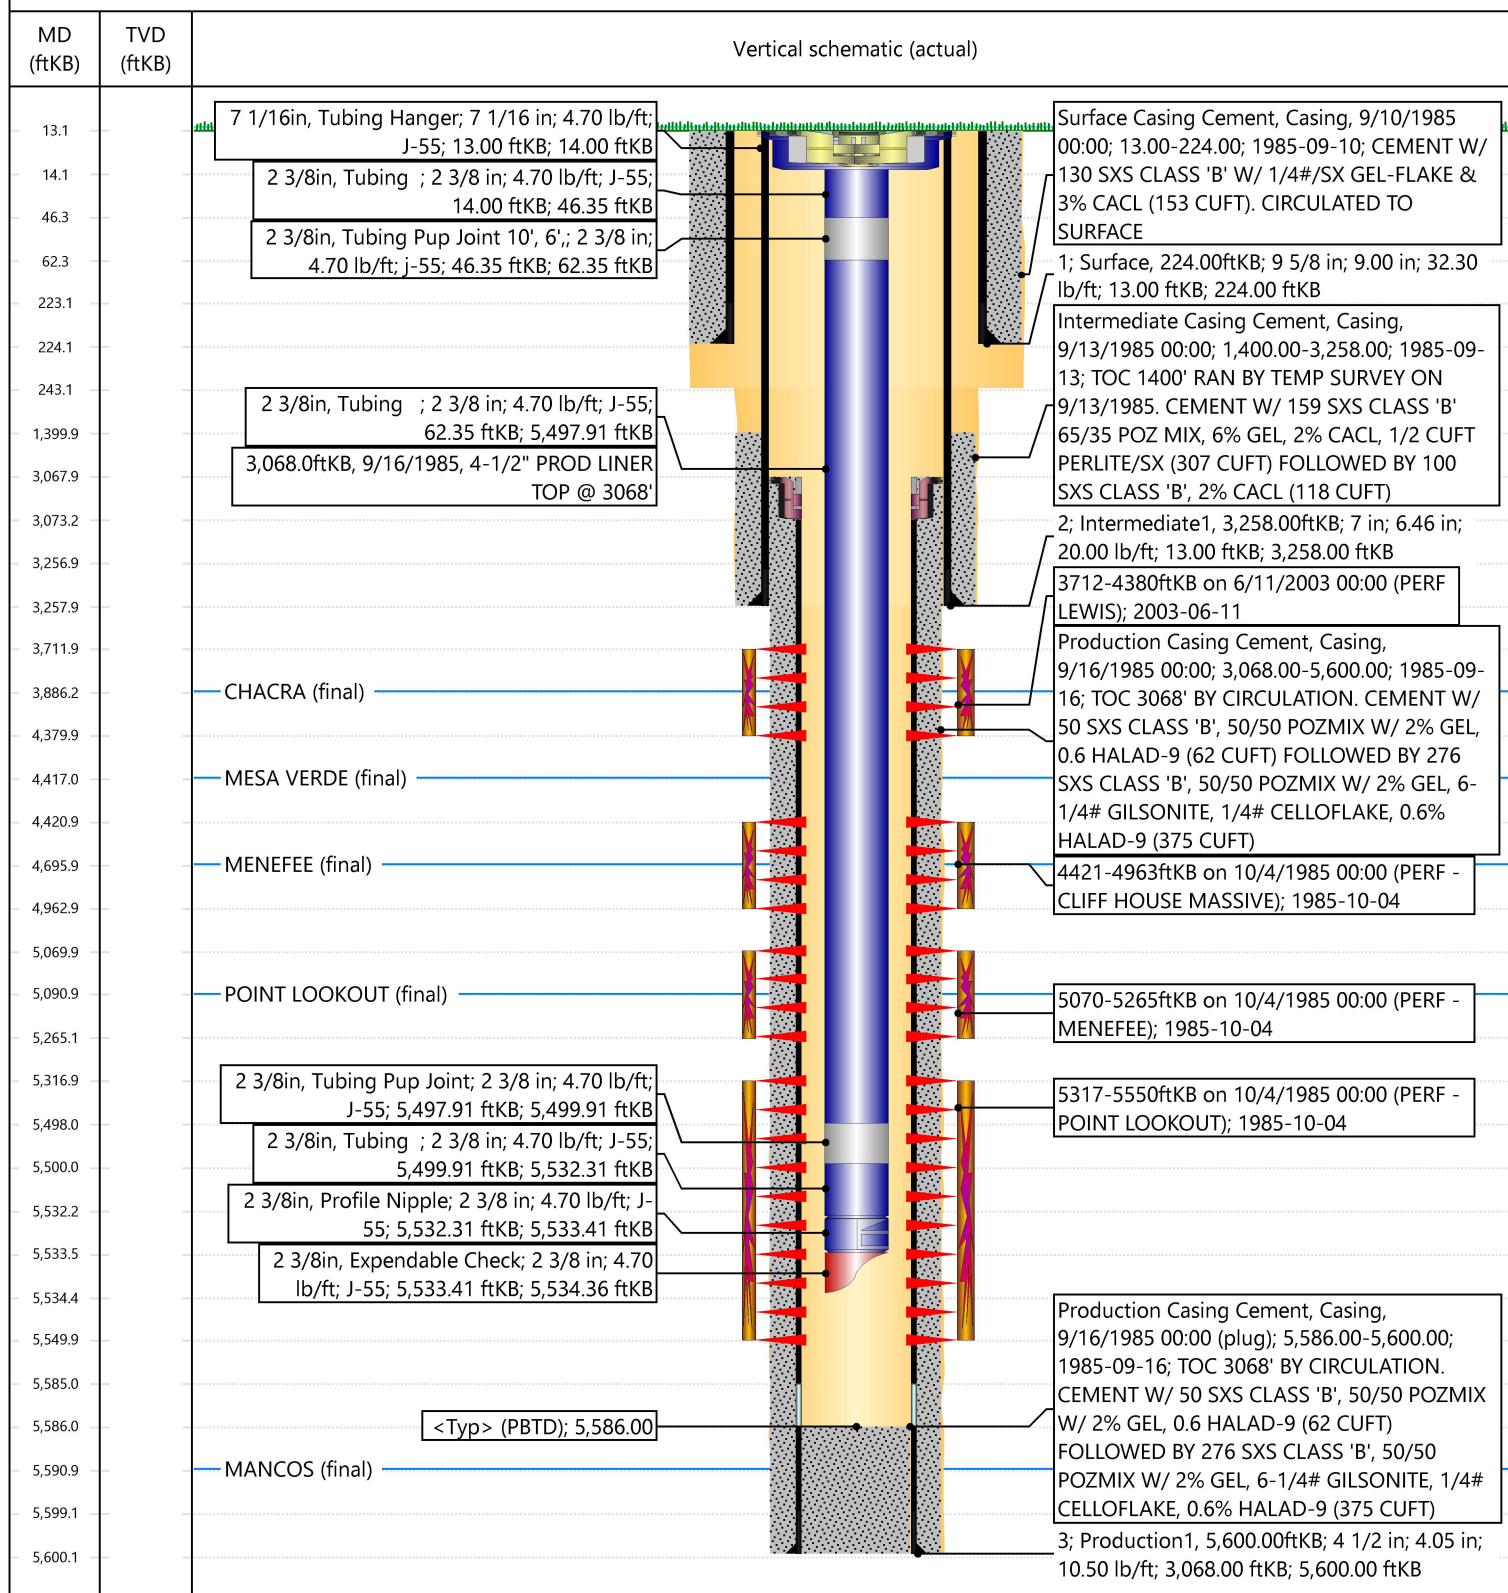 MD
(ftKB)
TVD
(ftKB)
Vertical schematic (actual)
13.1
14.1
46.3
62.3
223.1
224.1
243.1
1,399.9
3,067.9
3,073.2
3,256.9
3,257.9
3,711.9
3,886.2
4,379.9
4,417.0
4,420.9
4,695.9
4,962.9
5,069.9
5,090.9
5,265.1
5,316.9
5,498.0
5,500.0
5,532.2
5,533.5
5,534.4
5,549.9
5,585.0
5,586.0
5,590.9
5,599.1
5,600.1
7 1/16in, Tubing Hanger; 7 1/16 in; 4.70 lb/ft;
J-55; 13.00 ftKB; 14.00 ftKB
2 3/8in, Tubing ; 2 3/8 in; 4.70 lb/ft; J-55;
14.00 ftKB; 46.35 ftKB
2 3/8in, Tubing Pup Joint 10', 6',; 2 3/8 in;
4.70 lb/ft; j-55; 46.35 ftKB; 62.35 ftKB
2 3/8in, Tubing ; 2 3/8 in; 4.70 lb/ft; J-55;
62.35 ftKB; 5,497.91 ftKB
3,068.0ftKB, 9/16/1985, 4-1/2" PROD LINER
TOP @ 3068'
CHACRA (final)
MESA VERDE (final)
MENEFEE (final)
POINT LOOKOUT (final)
2 3/8in, Tubing Pup Joint; 2 3/8 in; 4.70 lb/ft;
J-55; 5,497.91 ftKB; 5,499.91 ftKB
2 3/8in, Tubing ; 2 3/8 in; 4.70 lb/ft; J-55;
5,499.91 ftKB; 5,532.31 ftKB
2 3/8in, Profile Nipple; 2 3/8 in; 4.70 lb/ft; J-
55; 5,532.31 ftKB; 5,533.41 ftKB
2 3/8in, Expendable Check; 2 3/8 in; 4.70
lb/ft; J-55; 5,533.41 ftKB; 5,534.36 ftKB
<Typ> (PBTD); 5,586.00
MANCOS (final)
Surface Casing Cement, Casing, 9/10/1985
00:00; 13.00-224.00; 1985-09-10; CEMENT W/
130 SXS CLASS 'B' W/ 1/4#/SX GEL-FLAKE &
3% CACL (153 CUFT). CIRCULATED TO
SURFACE
1; Surface, 224.00ftKB; 9 5/8 in; 9.00 in; 32.30
lb/ft; 13.00 ftKB; 224.00 ftKB
Intermediate Casing Cement, Casing,
9/13/1985 00:00; 1,400.00-3,258.00; 1985-09-
13; TOC 1400' RAN BY TEMP SURVEY ON
9/13/1985. CEMENT W/ 159 SXS CLASS 'B'
65/35 POZ MIX, 6% GEL, 2% CACL, 1/2 CUFT
PERLITE/SX (307 CUFT) FOLLOWED BY 100
SXS CLASS 'B', 2% CACL (118 CUFT)
2; Intermediate1, 3,258.00ftKB; 7 in; 6.46 in;
20.00 lb/ft; 13.00 ftKB; 3,258.00 ftKB
3712-4380ftKB on 6/11/2003 00:00 (PERF
LEWIS); 2003-06-11
Production Casing Cement, Casing,
9/16/1985 00:00; 3,068.00-5,600.00; 1985-09-
16; TOC 3068' BY CIRCULATION. CEMENT W/
50 SXS CLASS 'B', 50/50 POZMIX W/ 2% GEL,
0.6 HALAD-9 (62 CUFT) FOLLOWED BY 276
SXS CLASS 'B', 50/50 POZMIX W/ 2% GEL, 6-
1/4# GILSONITE, 1/4# CELLOFLAKE, 0.6%
HALAD-9 (375 CUFT)
4421-4963ftKB on 10/4/1985 00:00 (PERF -
CLIFF HOUSE MASSIVE); 1985-10-04
5070-5265ftKB on 10/4/1985 00:00 (PERF -
MENEFEE); 1985-10-04
5317-5550ftKB on 10/4/1985 00:00 (PERF -
POINT LOOKOUT); 1985-10-04
Production Casing Cement, Casing,
9/16/1985 00:00 (plug); 5,586.00-5,600.00;
1985-09-16; TOC 3068' BY CIRCULATION.
CEMENT W/ 50 SXS CLASS 'B', 50/50 POZMIX
W/ 2% GEL, 0.6 HALAD-9 (62 CUFT)
FOLLOWED BY 276 SXS CLASS 'B', 50/50
POZMIX W/ 2% GEL, 6-1/4# GILSONITE, 1/4#
CELLOFLAKE, 0.6% HALAD-9 (375 CUFT)
3; Production1, 5,600.00ftKB; 4 1/2 in; 4.05 in;
10.50 lb/ft; 3,068.00 ftKB; 5,600.00 ftKB